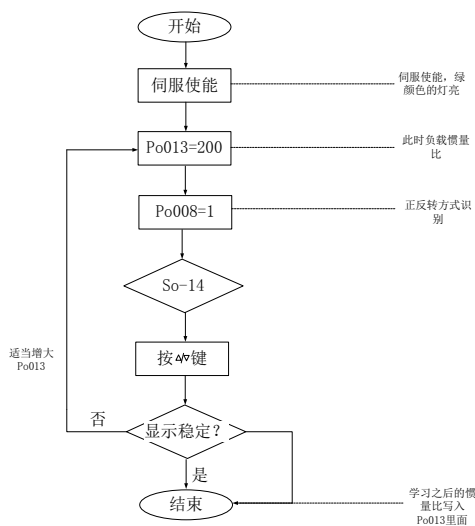 开始
伺服使能
伺服使能，绿
颜色的灯亮
Po013=200
此时负载惯量
比
Po008=1
正反转方式识
别
So-14
适当增大
Po013
按△/▽键
否
显示稳定？
是
结束
学习之后的惯
量比写入
Po013里面